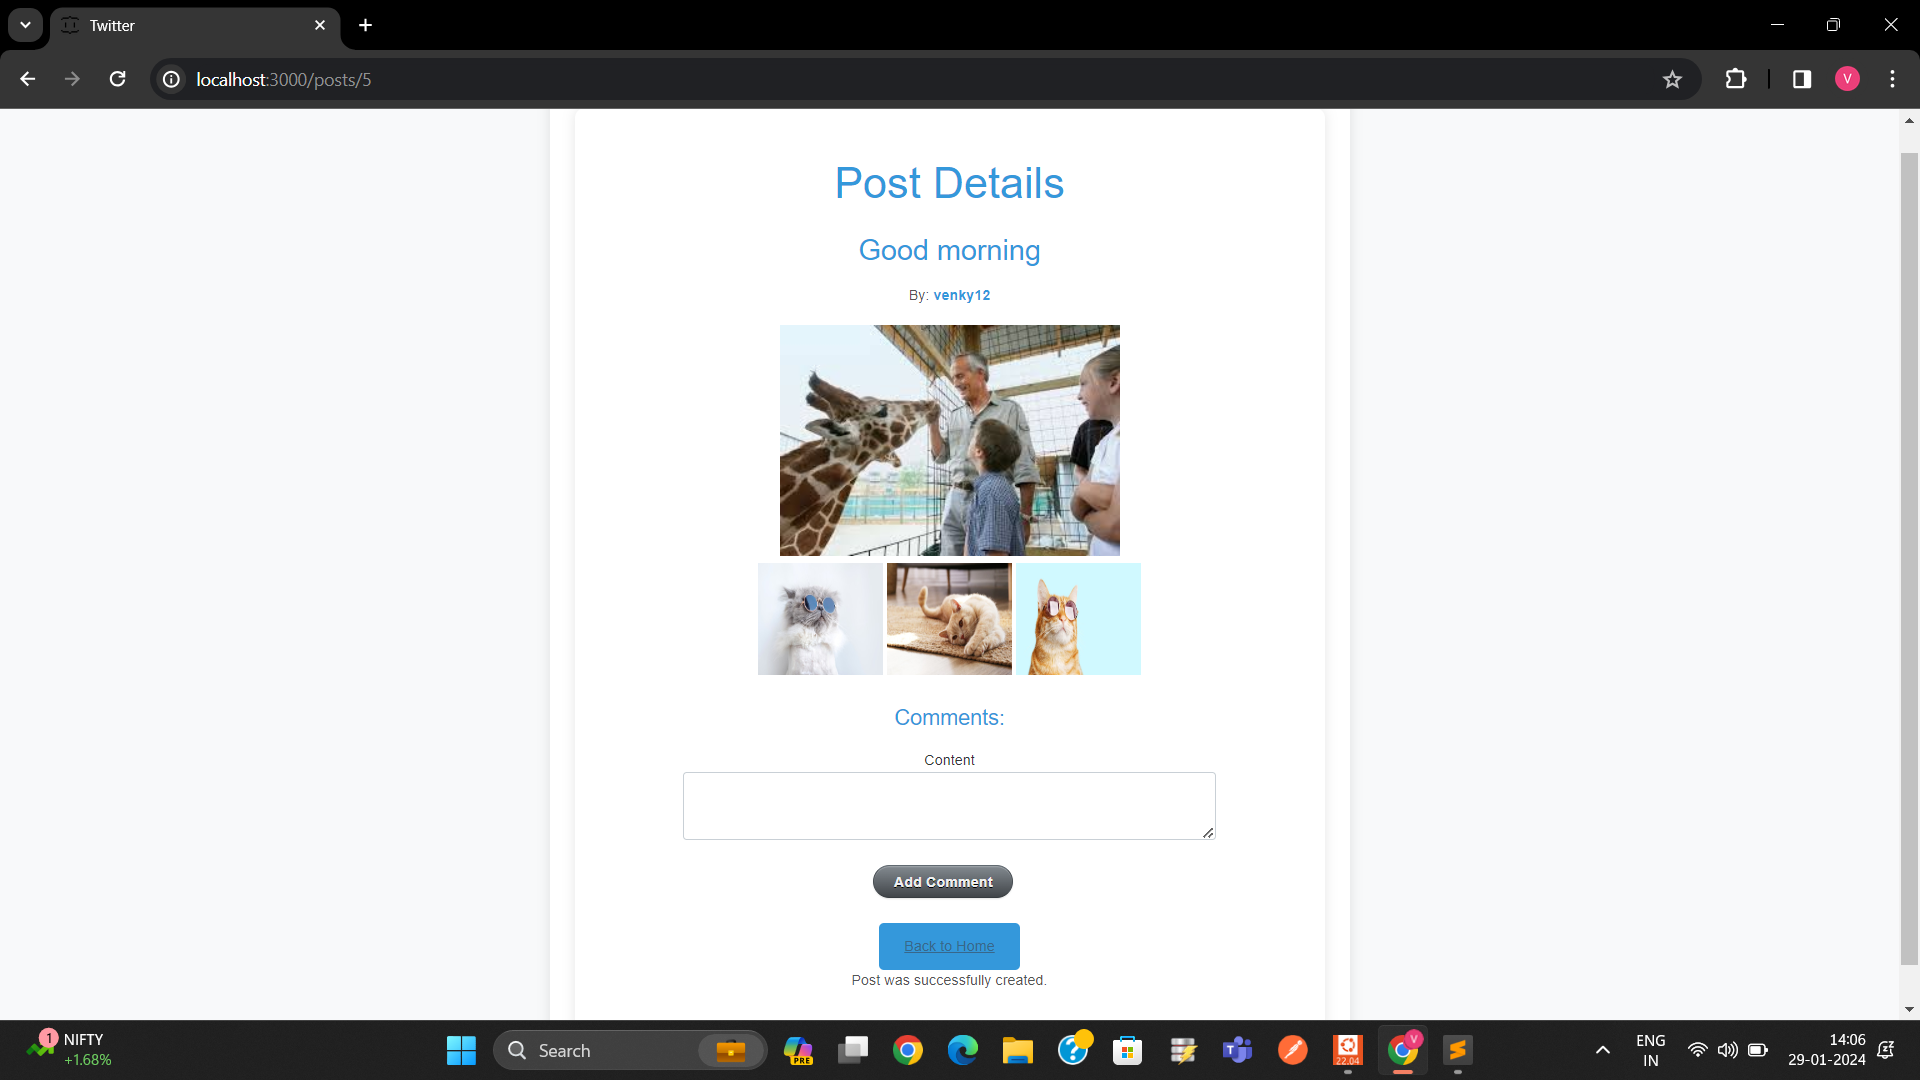 Twitter
localhost:3000/posts/5
V
Post Details
Good morning
By: venky12
Comments:
Content
Add Comment
Back to Home
Post was successfully created.
1
NIFTY
+1.68%
Search
PRE
T
22.04
V
ENG
IN
14:06
29-01-2024